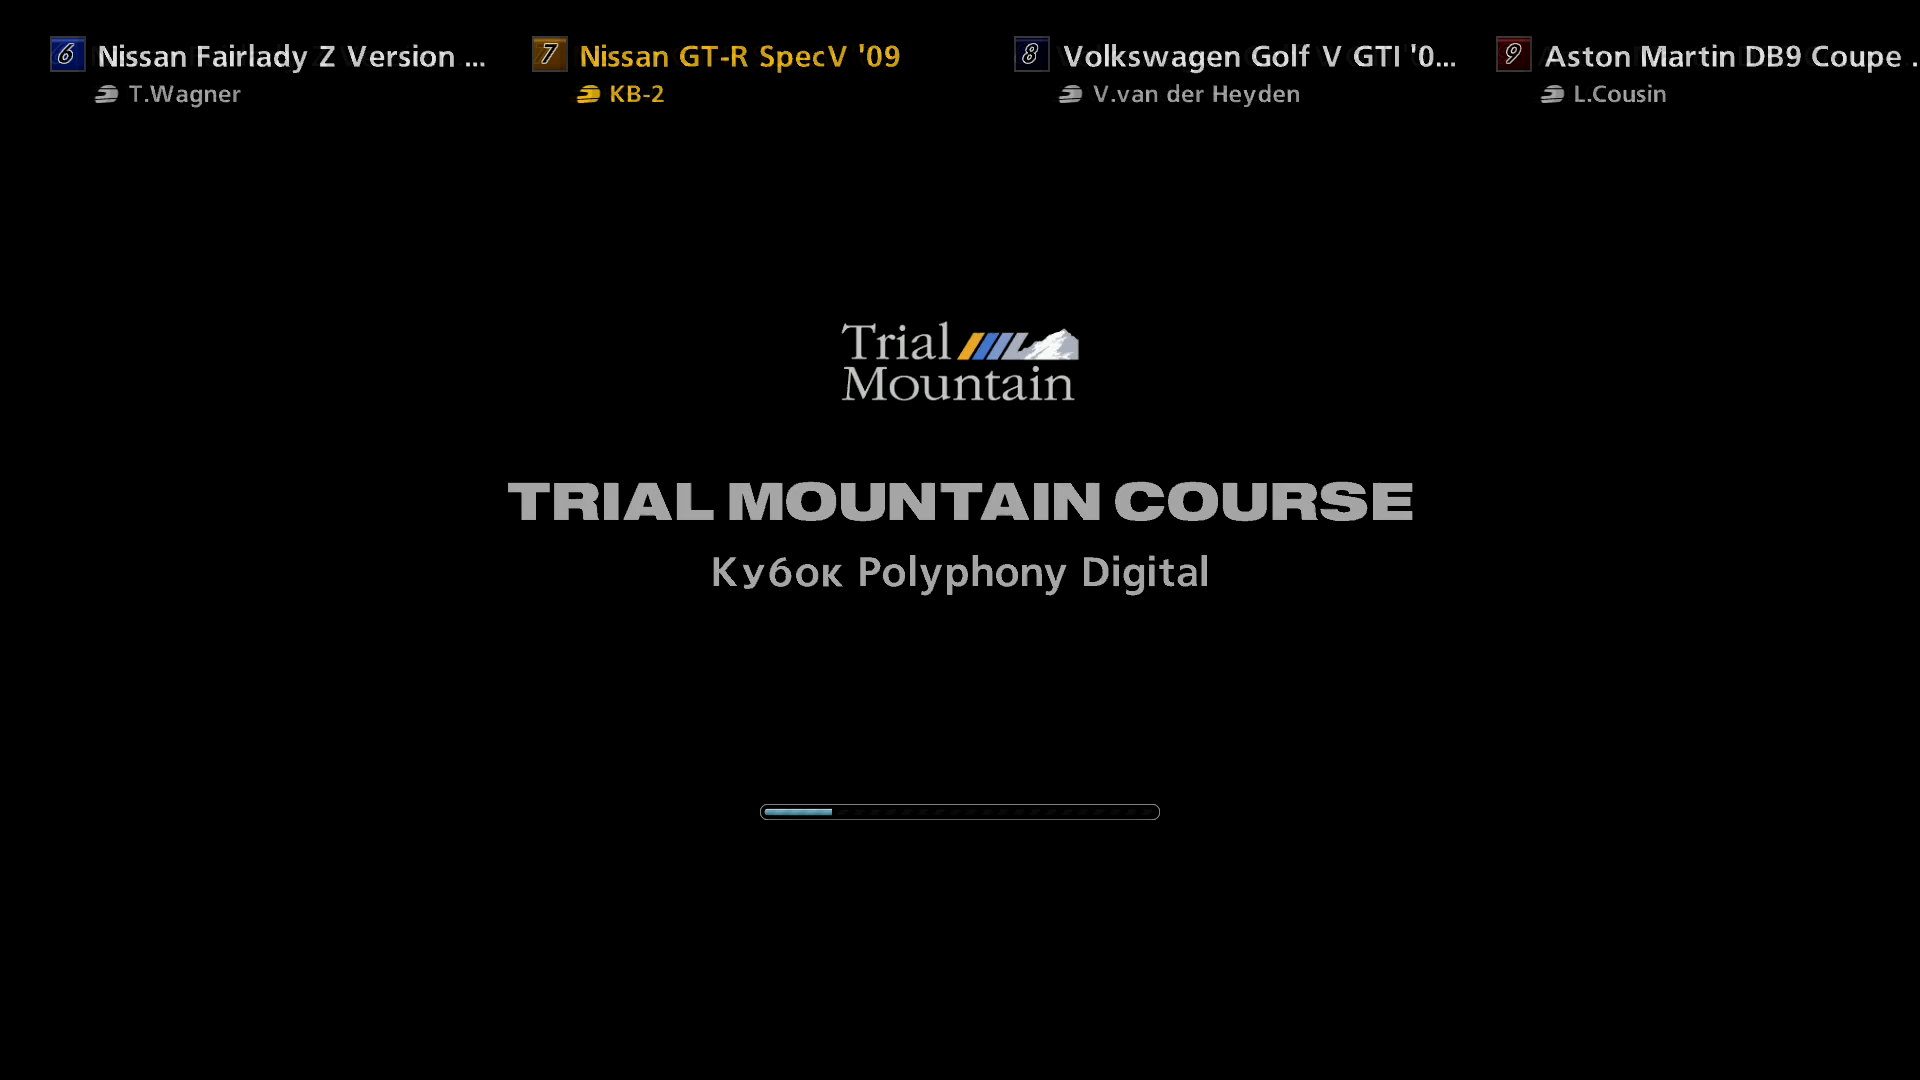 6 Nissan Fairlady Z Version ...
T.Wagner
7 Nissan GT-R SpecV '09
KB-2
8 Volkswagen Golf V GTI '0...
V.van der Heyden
9 Aston Martin DB9 Coupe .
L.Cousin
Trial
Mountain
TRIAL MOUNTAIN COURSE
Кубок Polyphony Digital